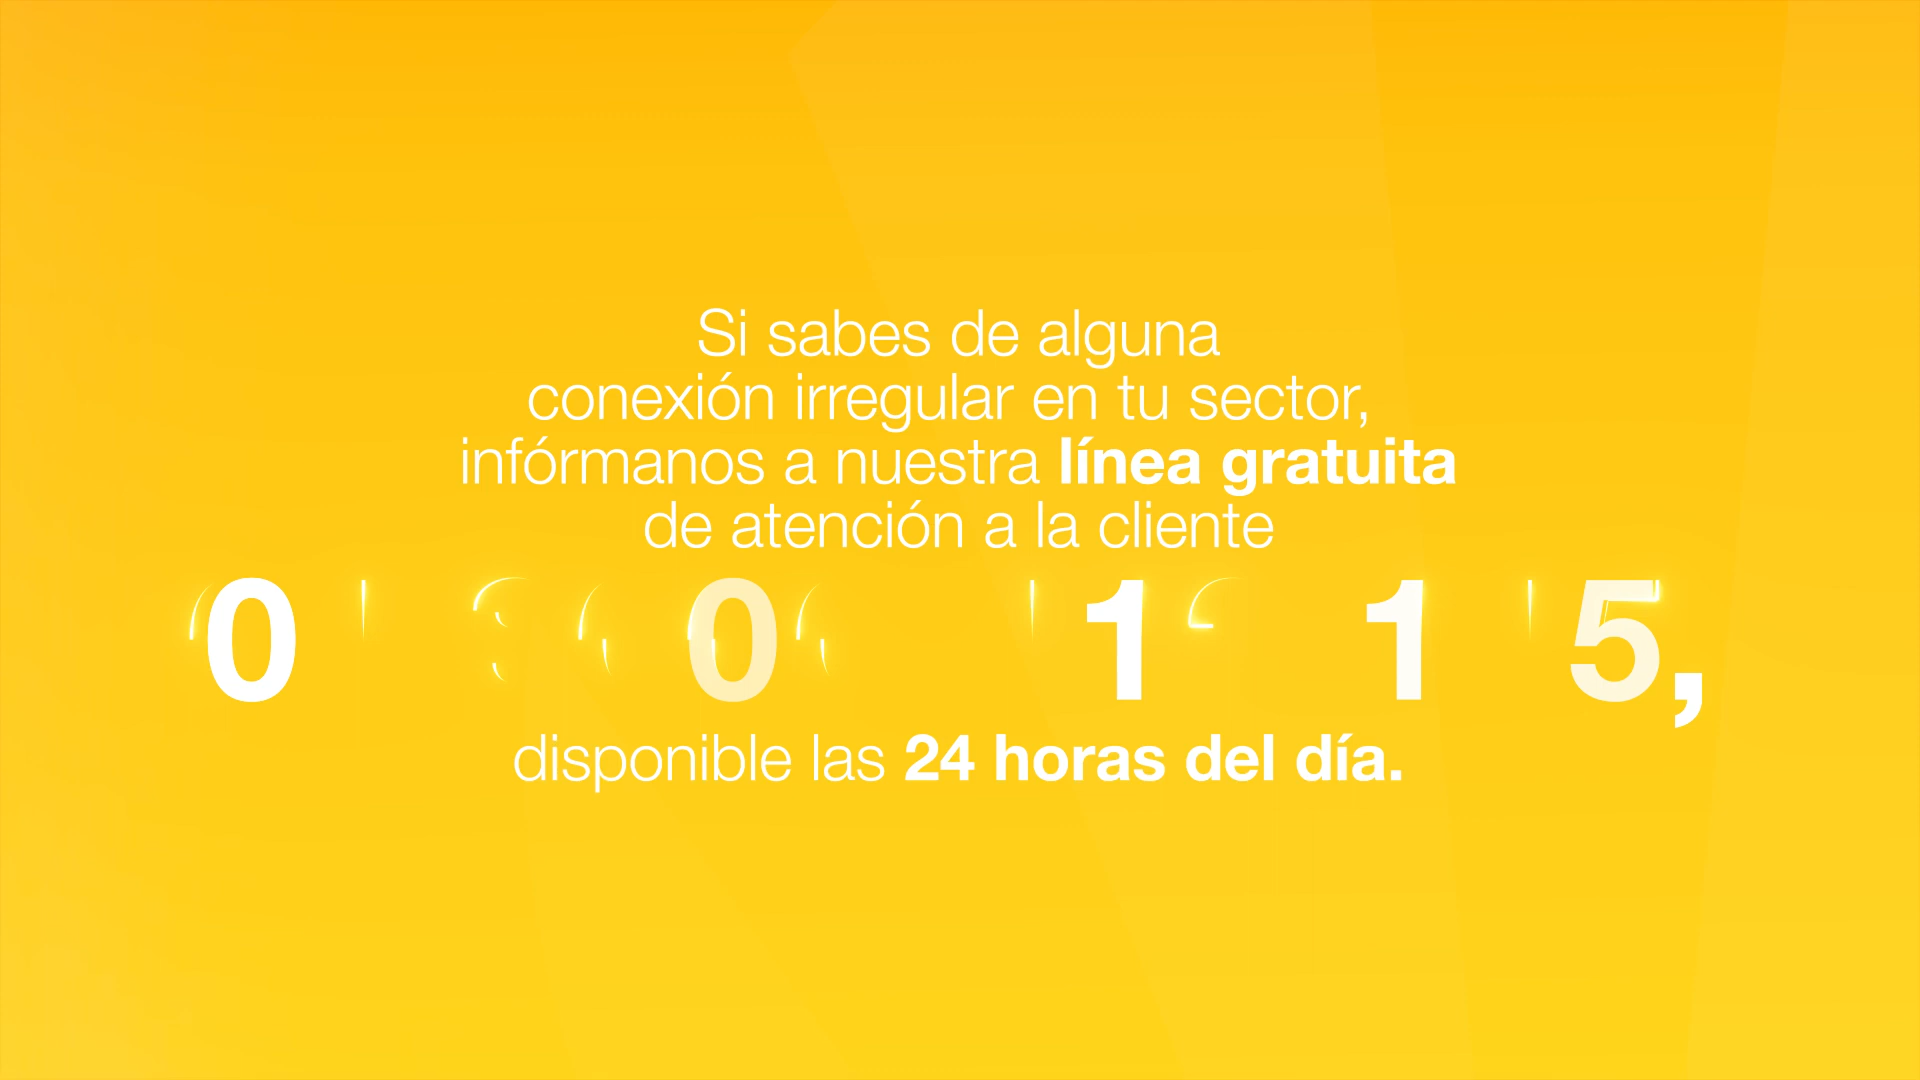 Si sabes de alguna
conexión irregular en tu sector,
infórmanos a nuestra línea gratuita
de atención a la cliente
disponible las 24 horas del día.